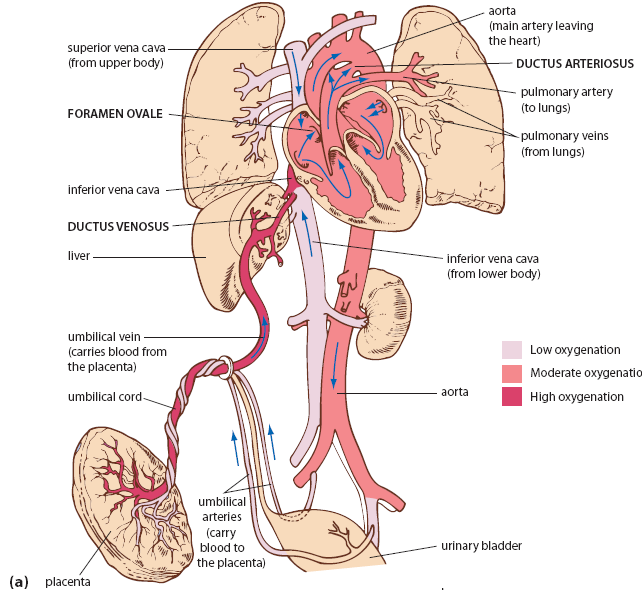 aorta
(main artery leaving
the heart)
superior vena cava
(from upper body)
DUCTUS ARTERIOSUS
pulmonary artery
(to lungs)
FORAMEN OVALE
pulmonary veins
(from lungs)
inferior vena cava
DUCTUS VENOSUS
liver
inferior vena cava
(from lower body)
umbilical vein
(carries blood from
the placenta)
Low oxygenation
Moderate oxygenatio
High oxygenation
umbilical cord
aorta
umbilical
arteries
(carry
blood to
the placenta)
urinary bladder
(a)
placenta